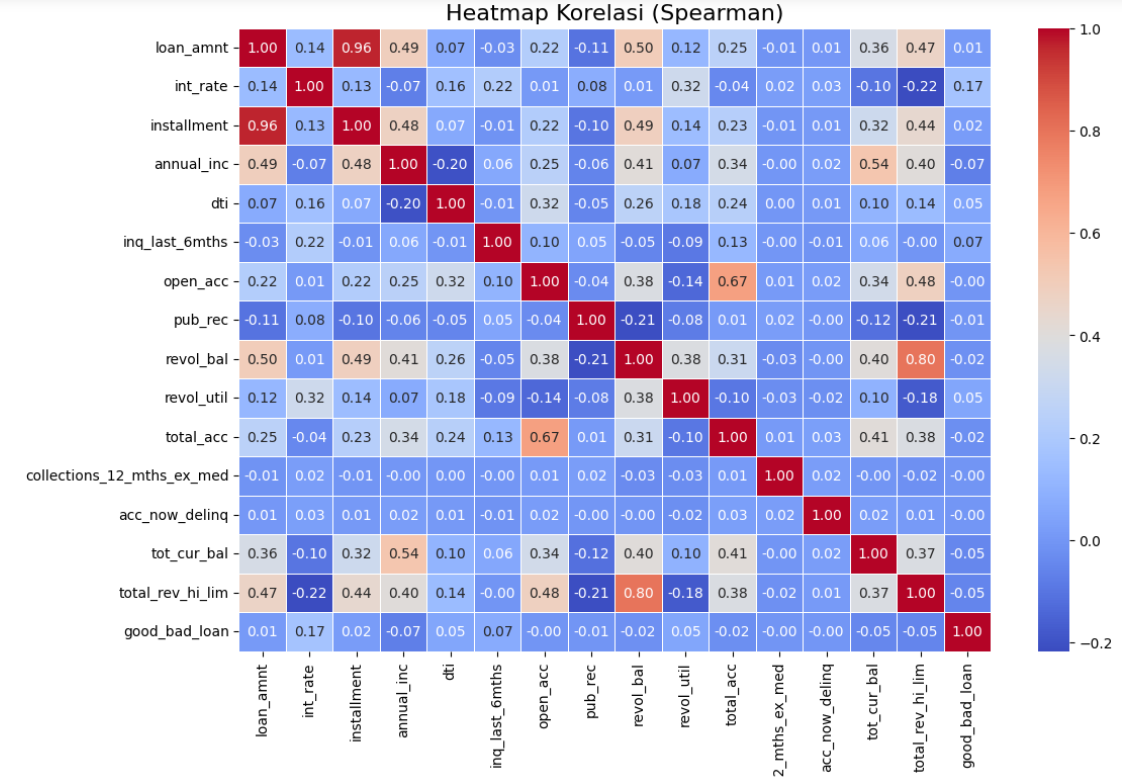 Heatmap Korelasi (Spearman)
loan_amnt 1.00 0.14 0.96 0.49 0.07 -0.03 0.22 -0.11 0.50 0.12 0.25 -0.01 0.01 0.36 0.47 0.01
int_rate 0.14 1.00 0.13 -0.07 0.16 0.22 0.01 0.08 0.01 0.32 -0.04 0.02 0.03 -0.10 -0.22 0.17
installment 0.96 0.13 1.00 0.48 0.07 -0.01 0.22 -0.10 0.49 0.14 0.23 -0.01 0.01 0.32 0.44 0.02
annual_inc 0.49 -0.07 0.48 1.00 -0.20 0.06 0.25 -0.06 0.41 0.07 0.34 -0.00 0.02 0.54 0.40 -0.07
dti 0.07 0.16 0.07 -0.20 1.00 -0.01 0.32 -0.05 0.26 0.18 0.24 0.00 0.01 0.10 0.14 0.05
inq_last_6mths -0.03 0.22 -0.01 0.06 -0.01 1.00 0.10 0.05 -0.05 -0.09 0.13 -0.00 -0.01 0.06 -0.00 0.07
open_acc 0.22 0.01 0.22 0.25 0.32 0.10 1.00 -0.04 0.38 -0.14 0.67 0.01 0.02 0.34 0.48 -0.00
pub_rec -0.11 0.08 -0.10 -0.06 -0.05 0.05 -0.04 1.00 -0.21 -0.08 0.01 0.02 -0.00 -0.12 -0.21 -0.01
revol_bal 0.50 0.01 0.49 0.41 0.26 -0.05 0.38 -0.21 1.00 0.38 0.31 -0.03 -0.00 0.40 0.80 -0.02
revol_util 0.12 0.32 0.14 0.07 0.18 -0.09 -0.14 -0.08 0.38 1.00 -0.10 -0.03 -0.02 0.10 -0.18 0.05
total_acc 0.25 -0.04 0.23 0.34 0.24 0.13 0.67 0.01 0.31 -0.10 1.00 0.01 0.03 0.41 0.38 -0.02
collections_12_mths_ex_med -0.01 0.02 -0.01 -0.00 0.00 -0.00 0.01 0.02 -0.03 -0.03 0.01 1.00 0.02 -0.00 -0.02 -0.00
acc_now_delinq 0.01 0.03 0.01 0.02 0.01 -0.01 0.02 -0.00 -0.00 -0.02 0.03 0.02 1.00 0.02 0.01 -0.00
tot_cur_bal 0.36 -0.10 0.32 0.54 0.10 0.06 0.34 -0.12 0.40 0.10 0.41 -0.00 0.02 1.00 0.37 -0.05
total_rev_hi_lim 0.47 -0.22 0.44 0.40 0.14 -0.00 0.48 -0.21 0.80 -0.18 0.38 -0.02 0.01 0.37 1.00 -0.05
good_bad_loan 0.01 0.17 0.02 -0.07 0.05 0.07 -0.00 -0.01 -0.02 0.05 -0.02 -0.00 -0.00 -0.05 -0.05 1.00
loan_amnt
int_rate
installment
annual_inc
dti
inq_last_6mths
open_acc
pub_rec
revol_bal
revol_util
total_acc
2_mths_ex_med
acc_now_delinq
tot_cur_bal
total_rev_hi_lim
good_bad_loan
1.0
0.8
0.6
0.4
0.2
0.0
−0.2